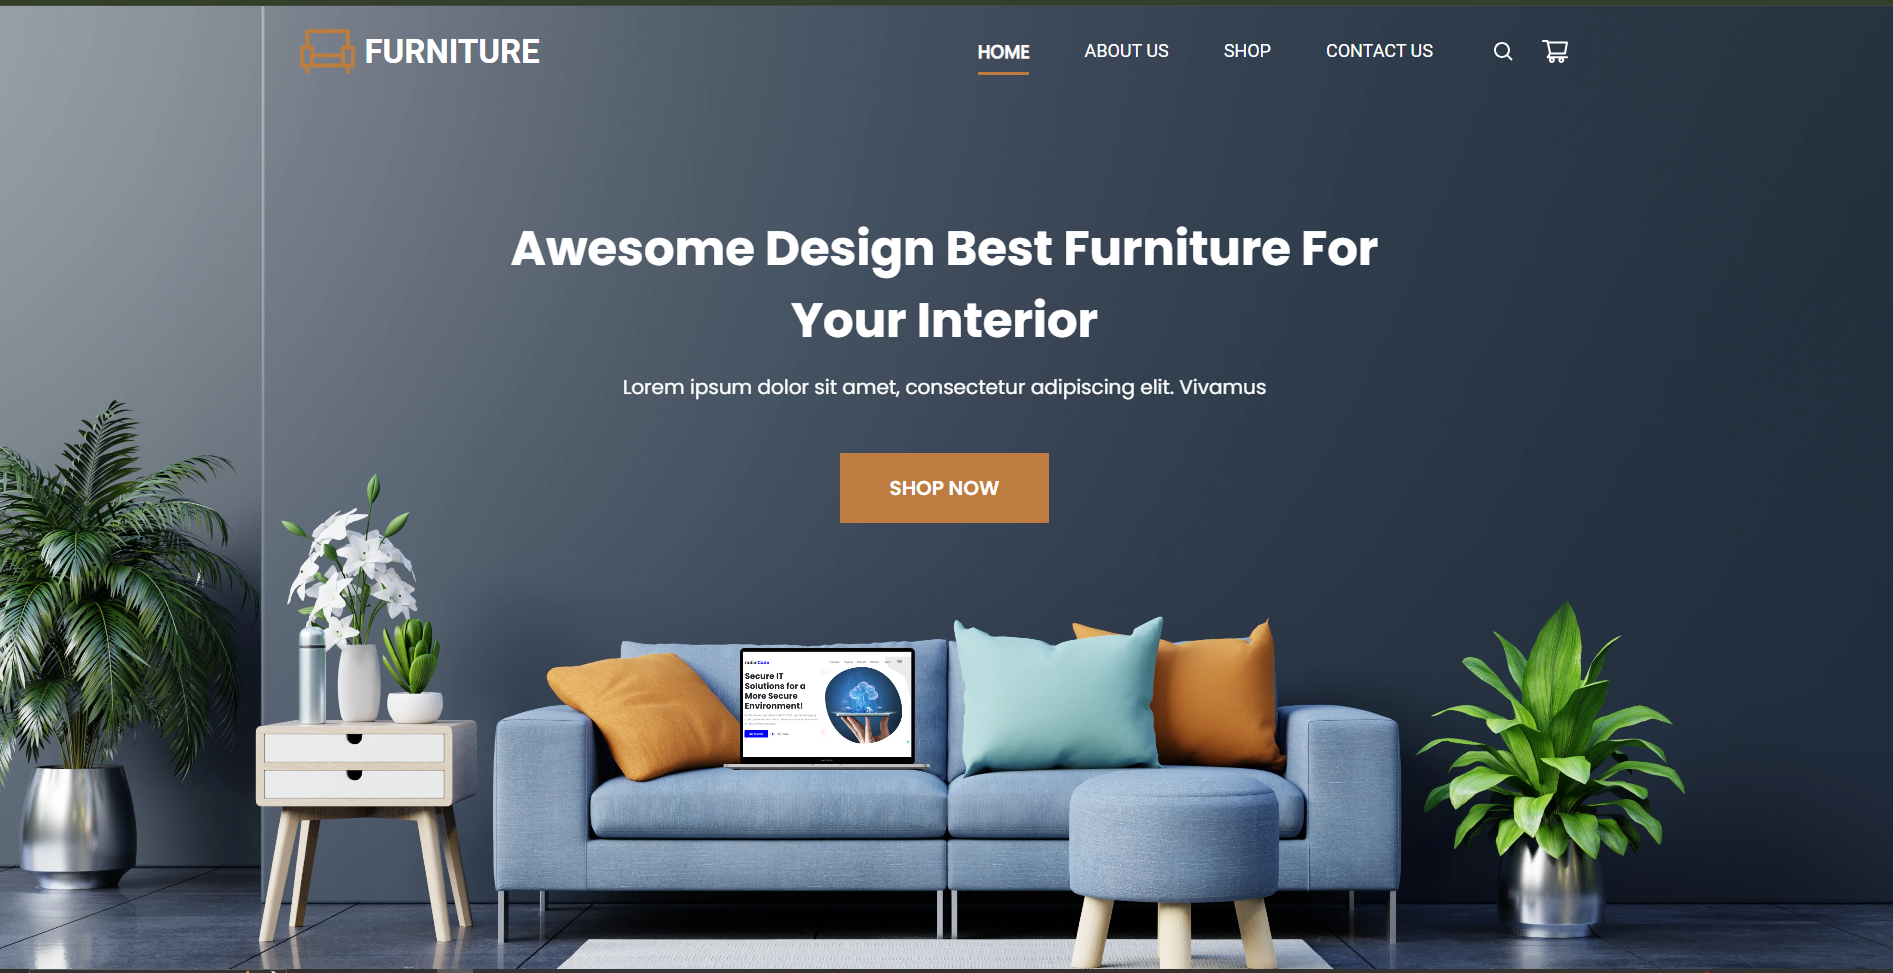 FURNITURE
HOME
ABOUT US
SHOP
CONTACT US
Awesome Design Best Furniture For
Your Interior
Lorem ipsum dolor sit amet, consectetur adipiscing elit. Vivamus
SHOP NOW
Secure IT
Solutions for a
More Secure
Environment!